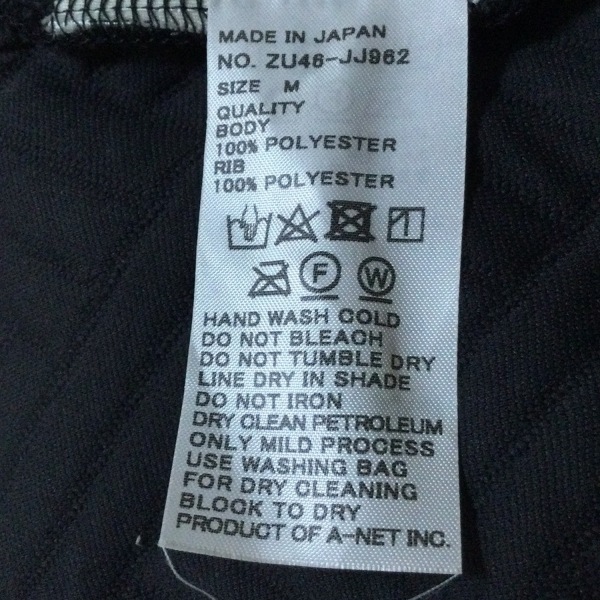 MADE IN JAPAN
NO. ZU46-JJ962
SIZE M
QUALITY
BODY
100% POLYESTER
RIB
100% POLYESTER
F W
HAND WASH COLD
DO NOT BLEACH
DO NOT TUMBLE DRY
LINE DRY IN SHADE
DO NOT IRON
DRY CLEAN PETROLEUM
ONLY MILD PROCESS
USE WASHING BAG
FOR DRY CLEANING
BLOCK TO DRY
PRODUCT OF A-NET INC.